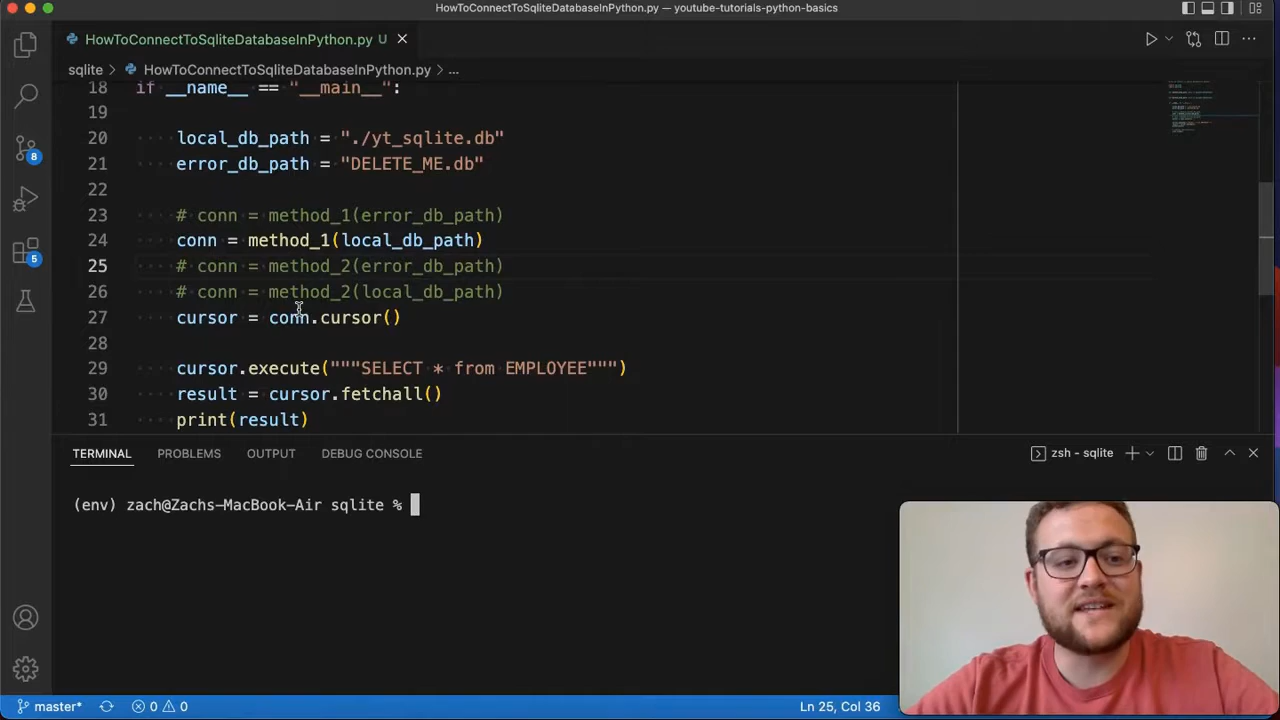 HowToConnectToSqliteDatabaseInPython.py — youtube-tutorials-python-basics
HowToConnectToSqliteDatabaseInPython.py U
sqlite > HowToConnectToSqliteDatabaseInPython.py > ...
18 if __name__ == "__main__":
19
20 local_db_path = "./yt_sqlite.db"
21 error_db_path = "DELETE_ME.db"
22
23 # conn = method_1(error_db_path)
24 conn = method_1(local_db_path)
25 # conn = method_2(error_db_path)
26 # conn = method_2(local_db_path)
27 cursor = conn.cursor()
28
29 cursor.execute("""SELECT * from EMPLOYEE""")
30 result = cursor.fetchall()
31 print(result)
8
5
TERMINAL PROBLEMS OUTPUT DEBUG CONSOLE zsh - sqlite
(env) zach@Zachs-MacBook-Air sqlite %
master* 0 0 Ln 25, Col 36